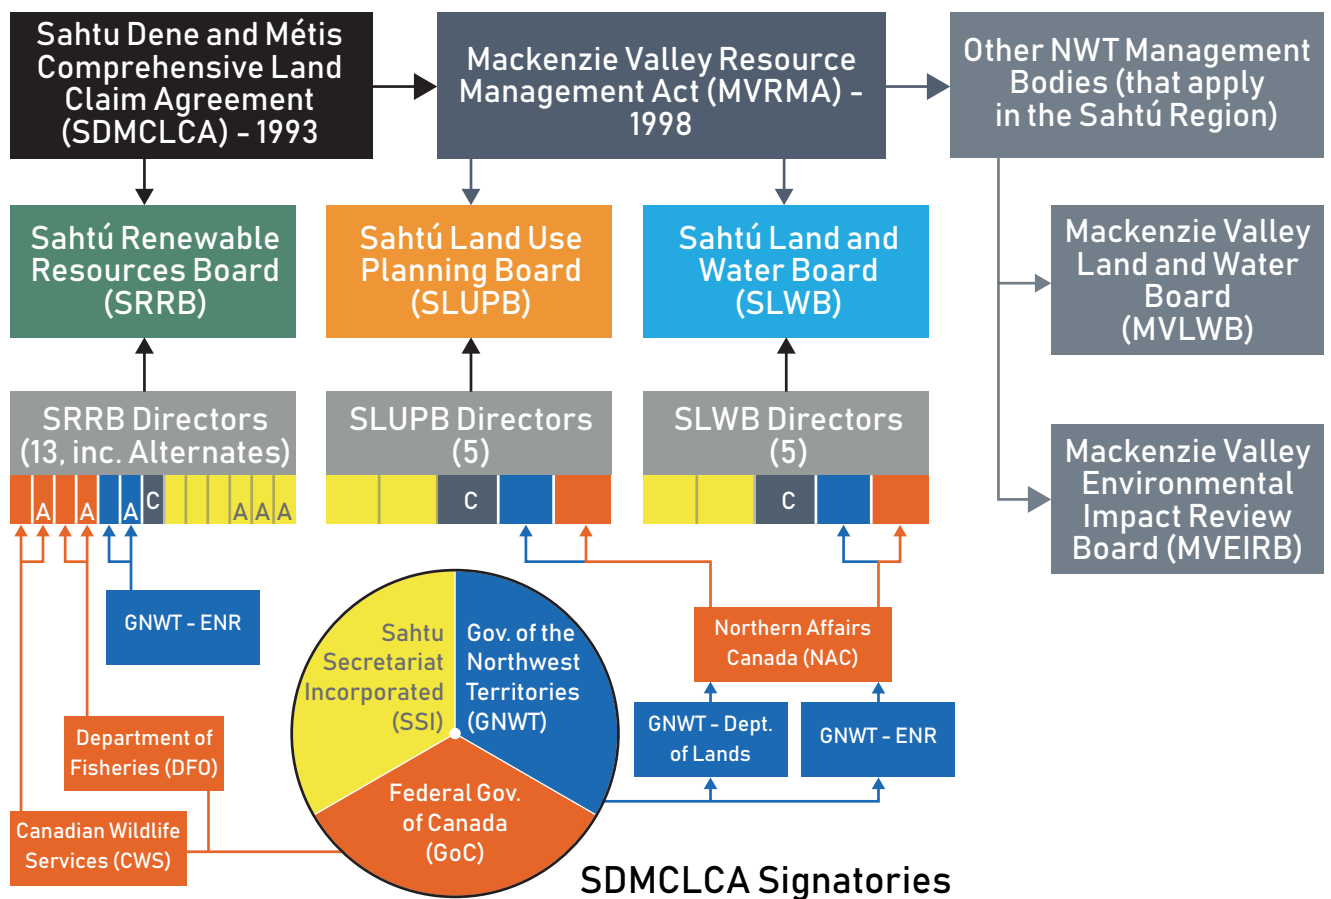 Sahtu Dene and Métis
Comprehensive Land
Claim Agreement
(SDMCLCA) - 1993
Mackenzie Valley Resource
Management Act (MVRMA) -
1998
Other NWT Management
Bodies (that apply
in the Sahtú Region)
Sahtú Renewable
Resources Board
(SRRB)
Sahtú Land Use
Planning Board
(SLUPB)
Sahtú Land and
Water Board
(SLWB)
Mackenzie Valley
Land and Water
Board
(MVLWB)
SRRB Directors
(13, inc. Alternates)
A A A C A A A
SLUPB Directors
(5)
C
SLWB Directors
(5)
C
Mackenzie Valley
Environmental
Impact Review
Board (MVEIRB)
GNWT - ENR
Sahtu
Secretariat
Incorporated
(SSI)
Gov. of the
Northwest
Territories
(GNWT)
Federal Gov.
of Canada
(GoC)
Northern Affairs
Canada (NAC)
GNWT - Dept.
of Lands
GNWT - ENR
Department of
Fisheries (DFO)
Canadian Wildlife
Services (CWS)
SDMCLCA Signatories